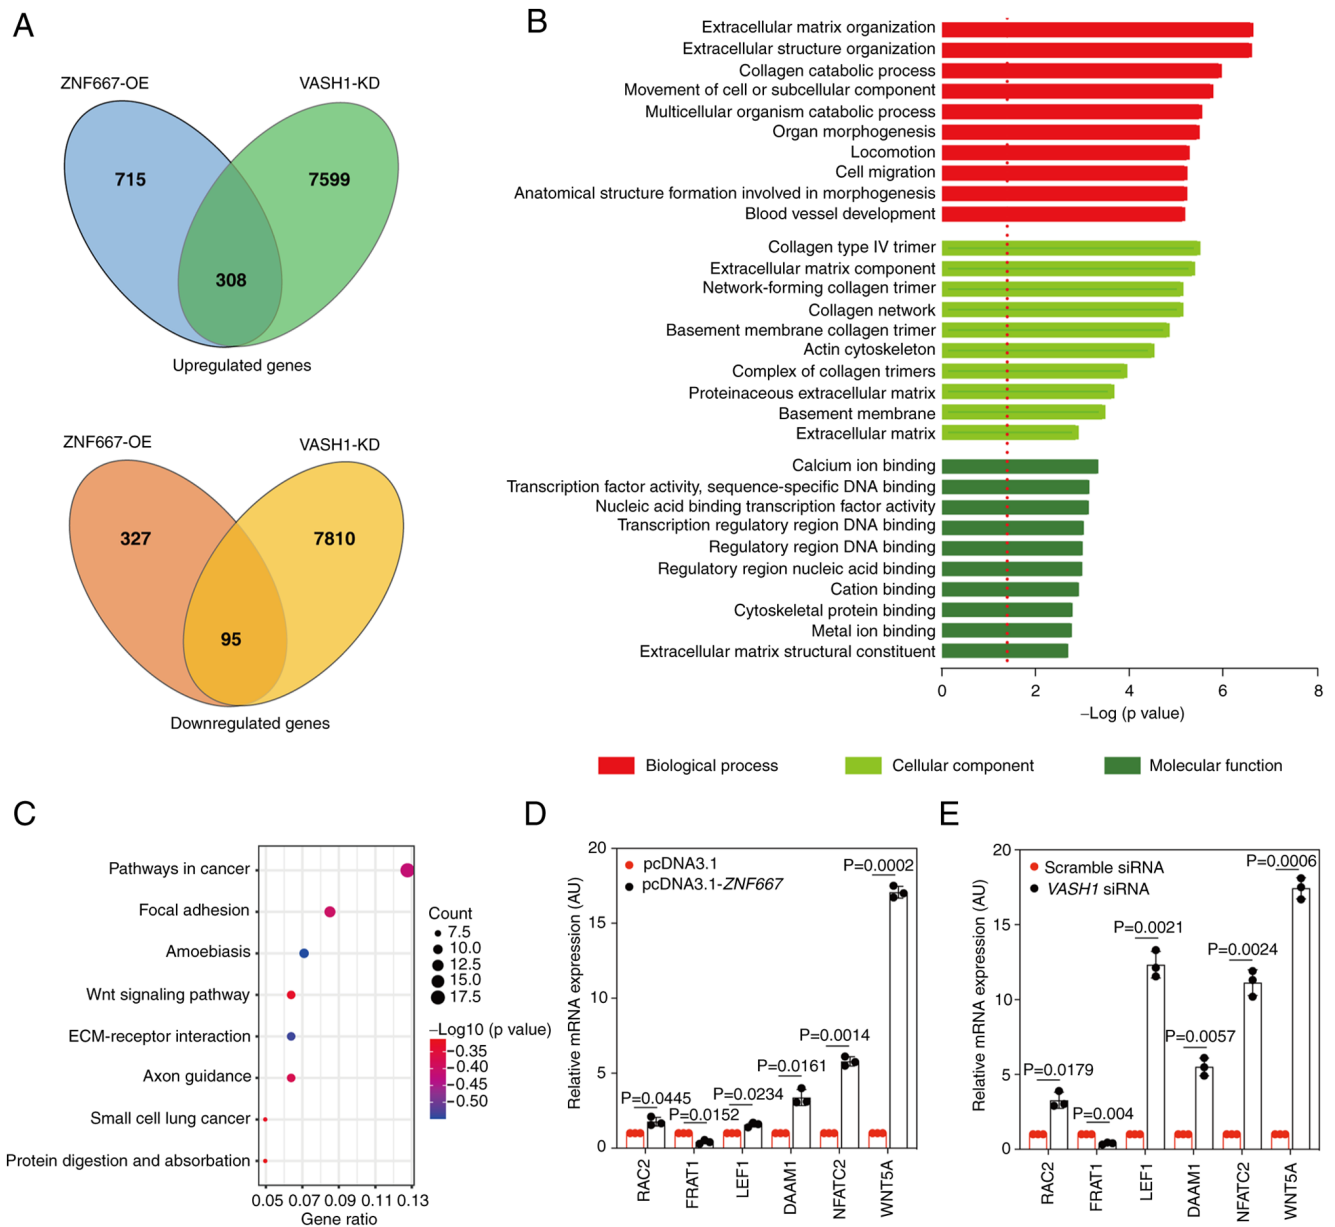 A
ZNF667-OE
VASH1-KD
715
7599
308
Upregulated genes
ZNF667-OE
VASH1-KD
327
7810
95
Downregulated genes
B
Extracellular matrix organization
Extracellular structure organization
Collagen catabolic process
Movement of cell or subcellular component
Multicellular organism catabolic process
Organ morphogenesis
Locomotion
Cell migration
Anatomical structure formation involved in morphogenesis
Blood vessel development
Collagen type IV trimer
Extracellular matrix component
Network-forming collagen trimer
Collagen network
Basement membrane collagen trimer
Actin cytoskeleton
Complex of collagen trimers
Proteinaceous extracellular matrix
Basement membrane
Extracellular matrix
Calcium ion binding
Transcription factor activity, sequence-specific DNA binding
Nucleic acid binding transcription factor activity
Transcription regulatory region DNA binding
Regulatory region DNA binding
Regulatory region nucleic acid binding
Cation binding
Cytoskeletal protein binding
Metal ion binding
Extracellular matrix structural constituent
0 2 4 6 8
–Log (p value)
Biological process
Cellular component
Molecular function
C
Pathways in cancer
Focal adhesion
Amoebiasis
Wnt signaling pathway
ECM-receptor interaction
Axon guidance
Small cell lung cancer
Protein digestion and absorbation
0.05 0.07 0.09 0.11 0.13
Gene ratio
Count
7.5
10.0
12.5
15.0
17.5
–Log10 (p value)
–0.35
–0.40
–0.45
–0.50
D
Relative mRNA expression (AU)
20
15
10
5
0
pcDNA3.1
pcDNA3.1-ZNF667
P=0.0445
P=0.0152
P=0.0234
P=0.0161
P=0.0014
P=0.0002
RAC2
FRAT1
LEF1
DAAM1
NFATC2
WNT5A
E
Relative mRNA expression (AU)
20
15
10
5
0
Scramble siRNA
VASH1 siRNA
P=0.0179
P=0.004
P=0.0021
P=0.0057
P=0.0024
P=0.0006
RAC2
FRAT1
LEF1
DAAM1
NFATC2
WNT5A